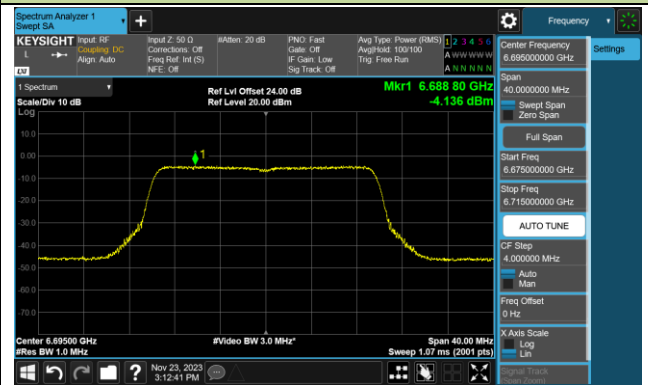 Spectrum Analyzer 1
Swept SA
Frequency
KEYSIGHT
L
LXI
Input: RF
Coupling: DC
Align: Auto
Input Z: 50 Ω
Corrections: Off
Freq Ref: Int (S)
NFE: Off
#Atten: 20 dB
PNO: Fast
Gate: Off
IF Gain: Low
Sig Track: Off
Avg Type: Power (RMS)
Avg|Hold: 100/100
Trig: Free Run
1 2 3 4 5 6
A W W W W W
A N N N N N
Center Frequency
6.695000000 GHz
Settings
Span
40.0000000 MHz
Swept Span
Zero Span
Full Span
Start Freq
6.675000000 GHz
Stop Freq
6.715000000 GHz
AUTO TUNE
CF Step
4.000000 MHz
Auto
Man
Freq Offset
0 Hz
X Axis Scale
Log
Lin
Signal Track
(Span Zoom)
1 Spectrum
Scale/Div 10 dB
Log
Ref Lvl Offset 24.00 dB
Ref Level 20.00 dBm
Mkr1 6.688 80 GHz
-4.136 dBm
10.0
0.00
1
-10.0
-20.0
-30.0
-40.0
-50.0
-60.0
-70.0
Center 6.69500 GHz
#Res BW 1.0 MHz
#Video BW 3.0 MHz*
Span 40.00 MHz
Sweep 1.07 ms (2001 pts)
?
Nov 23, 2023
3:12:41 PM